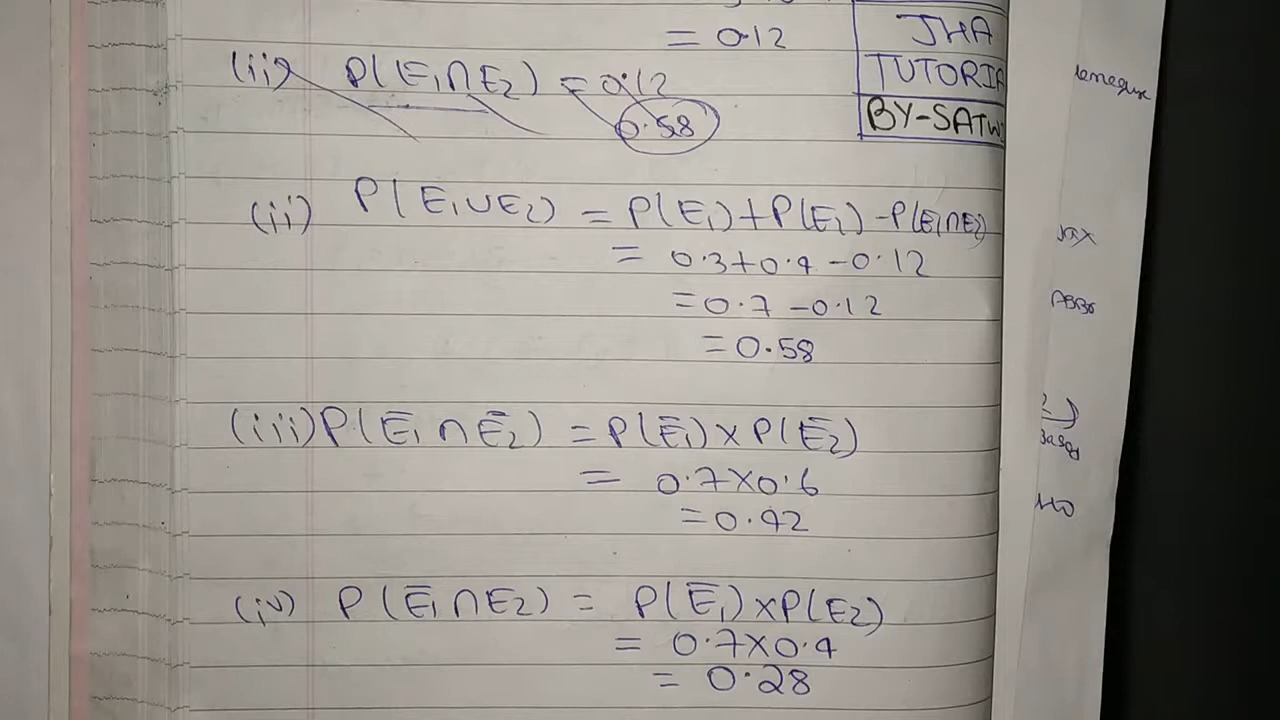 = 0.12
JHA
TUTORIA
BY-SATW
(ii) P(E₁∩E₂) = 0.12
0.58
(ii) P(E₁∪E₂) = P(E₁)+P(E₂)-P(E₁∩E₂)
= 0.3+0.4-0.12
= 0.7-0.12
= 0.58
(iii) P(Ē₁∩Ē₂) = P(Ē₁)×P(Ē₂)
= 0.7×0.6
= 0.42
(iv) P(Ē₁∩E₂) = P(Ē₁)×P(E₂)
= 0.7×0.4
= 0.28